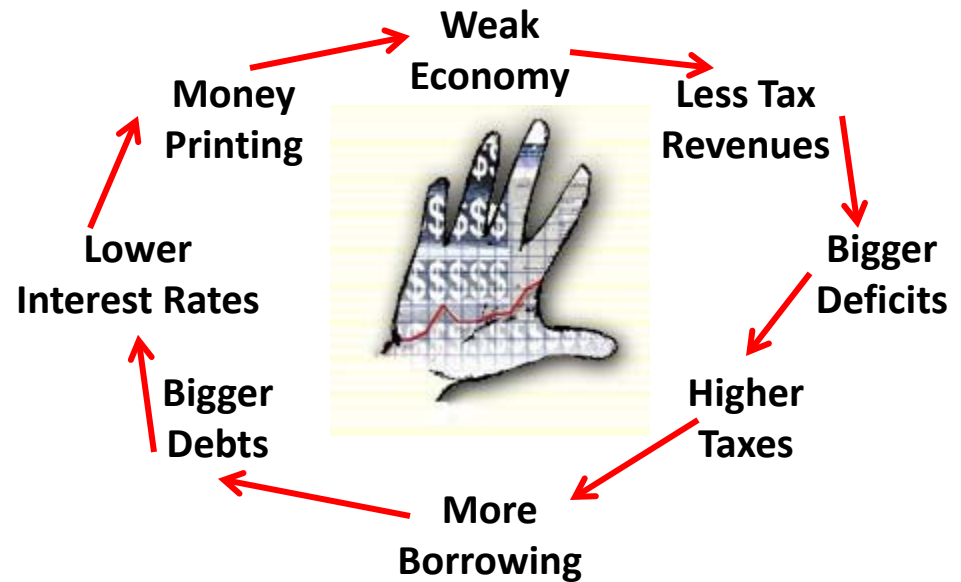 Weak
Economy
Less Tax
Revenues
Bigger
Deficits
Higher
Taxes
More
Borrowing
Bigger
Debts
Lower
Interest Rates
Money
Printing